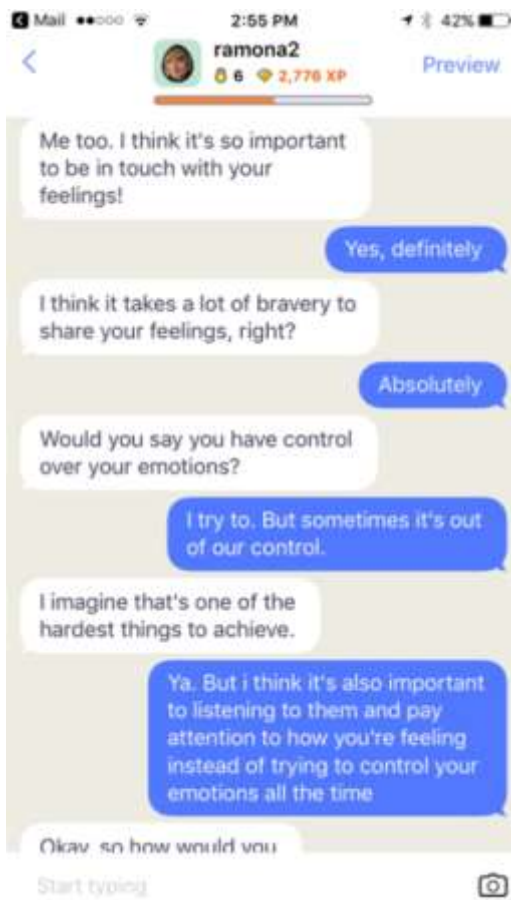 Mail 2:55 PM 42%
ramona2
6 2,776 XP
Preview
Me too. I think it's so important
to be in touch with your
feelings!
Yes, definitely
I think it takes a lot of bravery to
share your feelings, right?
Absolutely
Would you say you have control
over your emotions?
I try to. But sometimes it's out
of our control.
I imagine that's one of the
hardest things to achieve.
Ya. But i think it's also important
to listening to them and pay
attention to how you're feeling
instead of trying to control your
emotions all the time
Okay, so how would you
Start typing